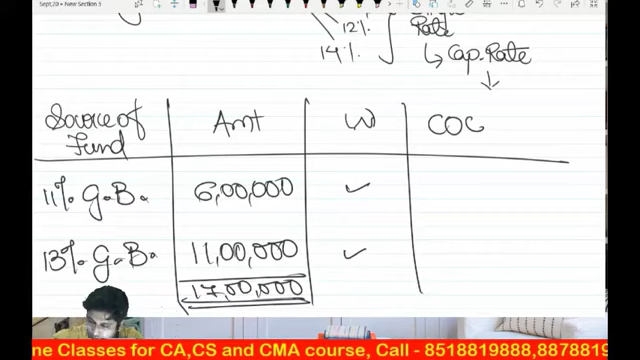 Sept.20 » New Section 3
12%
Rate
14%
↳ Cap. Rate
Source of Fund Amt W COC
11% G.B. 6,00,000 ✓
13% G.B. 11,00,000 ✓
17,00,000
ne Classes for CA,CS and CMA course, Call - 8518819888,8878819